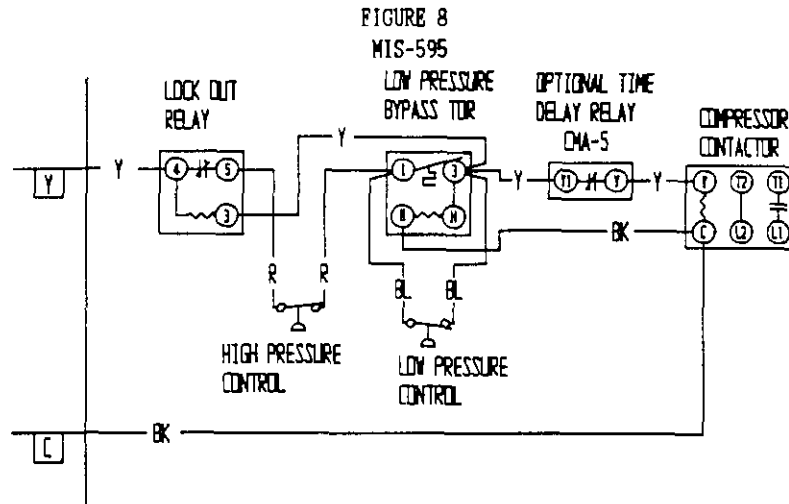 FIGURE 8
MIS-595
LOW PRESSURE
BYPASS TDR
OPTIONAL TIME
DELAY RELAY
CMA-5
LOCK OUT
RELAY
COMPRESSOR
CONTACTOR
Y
Y
4
5
3
Y
1
3
H
N
Y
Y1
Y
Y
Y
T2
T1
C
L2
L1
BK
R
R
BL
BL
HIGH PRESSURE
CONTROL
LOW PRESSURE
CONTROL
C
BK